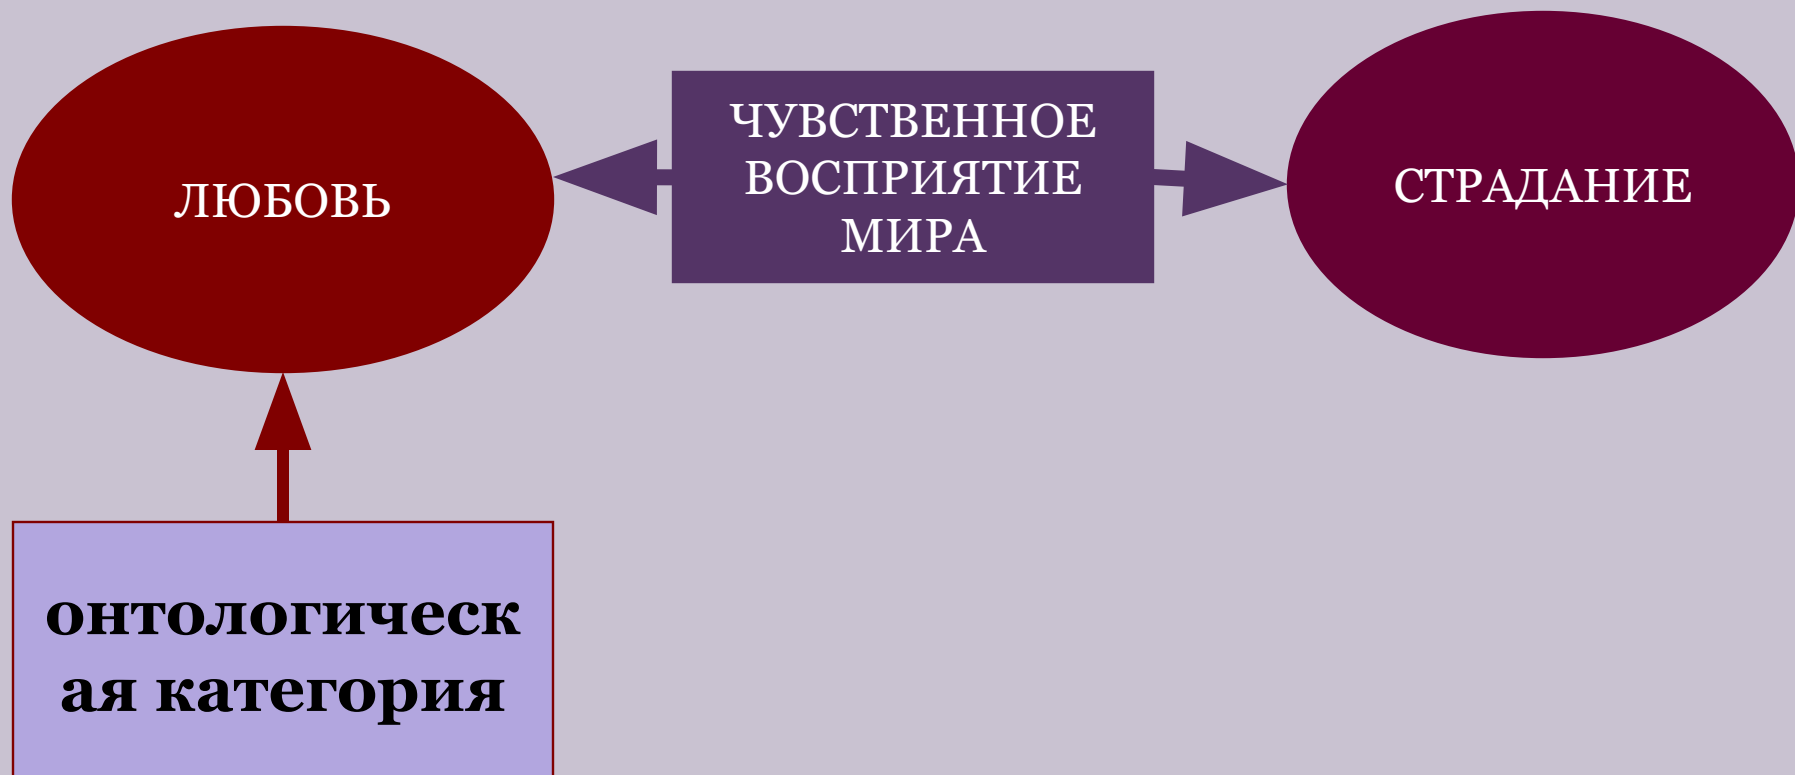 ЛЮБОВЬ
ЧУВСТВЕННОЕ
ВОСПРИЯТИЕ
МИРА
СТРАДАНИЕ
онтологическ
ая категория